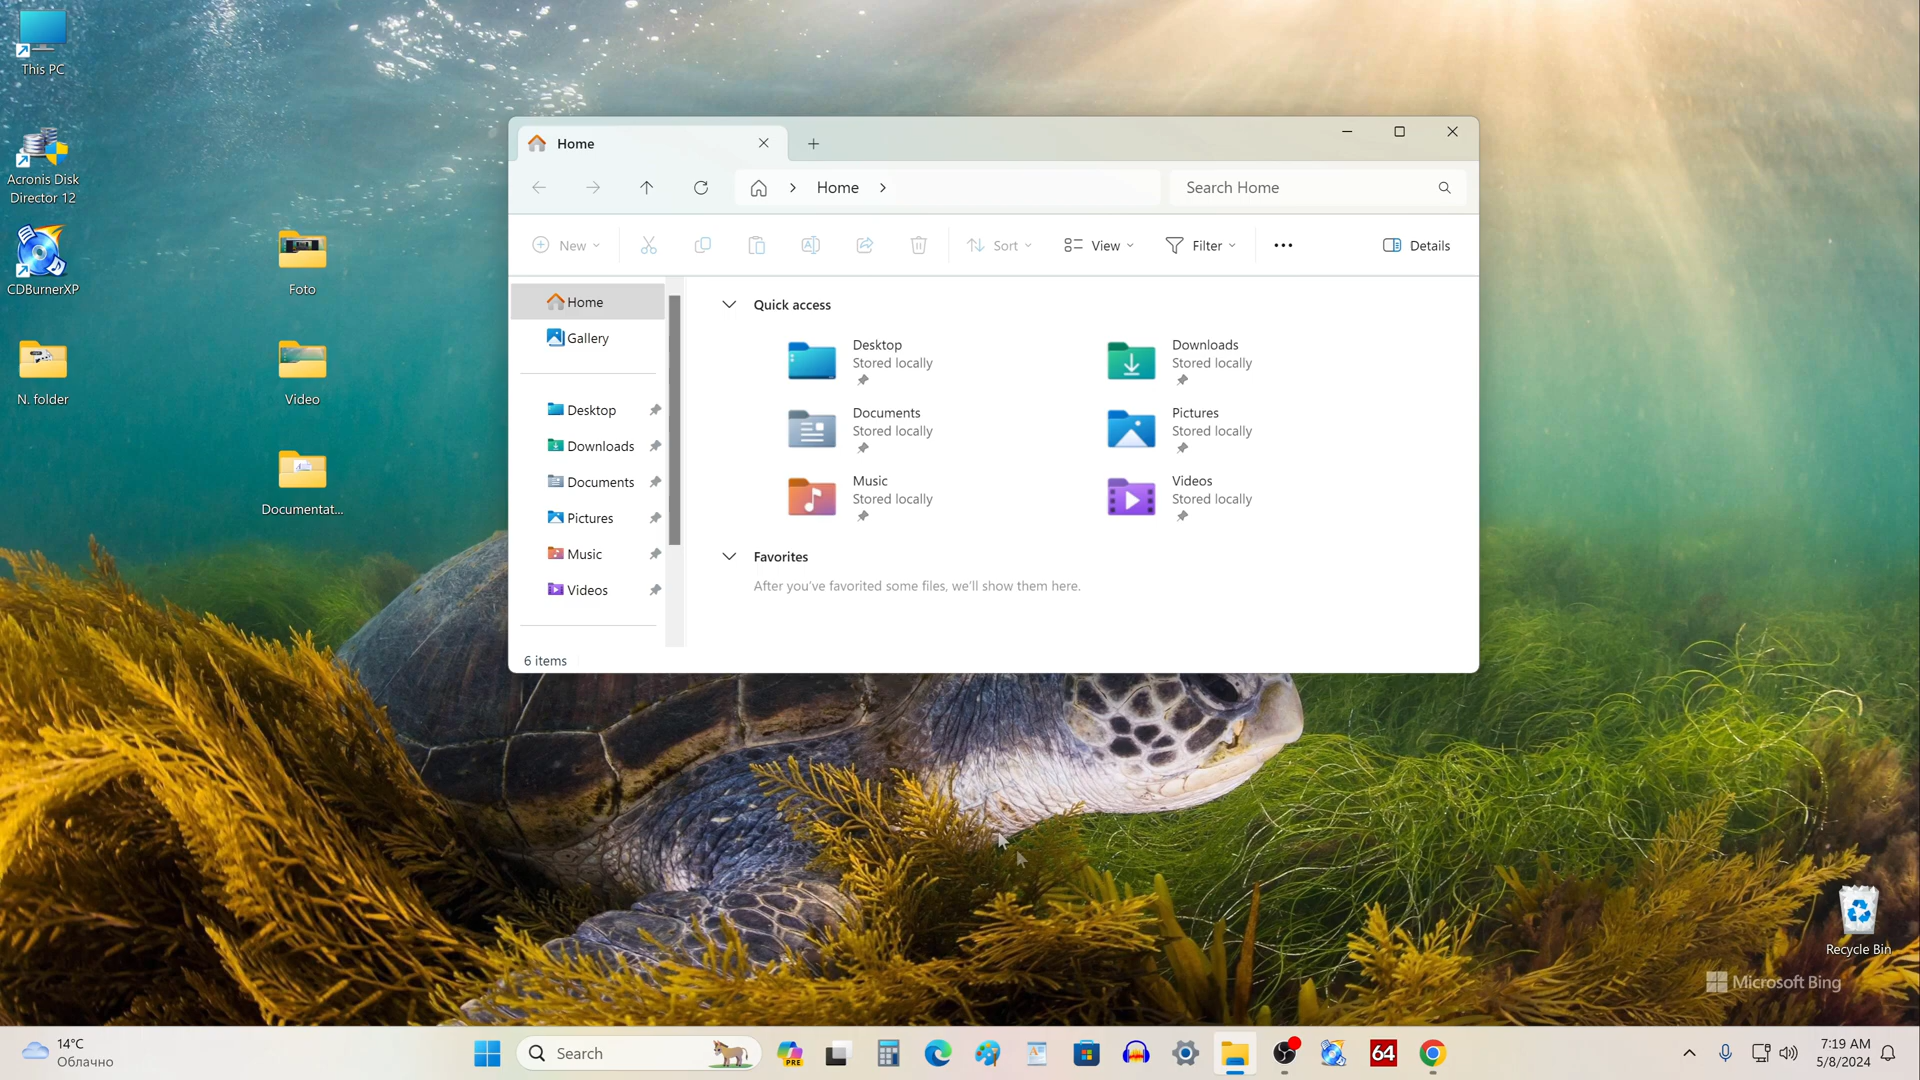 This PC
Acronis Disk
Director 12
CDBurnerXP
N. folder
Foto
Video
Documentat...
Home
Home
Search Home
New
Sort
View
Filter
Details
Home
Gallery
Desktop
Downloads
Documents
Pictures
Music
Videos
Quick access
Desktop
Stored locally
Downloads
Stored locally
Documents
Stored locally
Pictures
Stored locally
Music
Stored locally
Videos
Stored locally
Favorites
After you've favorited some files, we'll show them here.
6 items
Recycle Bin
Microsoft Bing
14°C
Облачно
Search
PRE
64
7:19 AM
5/8/2024